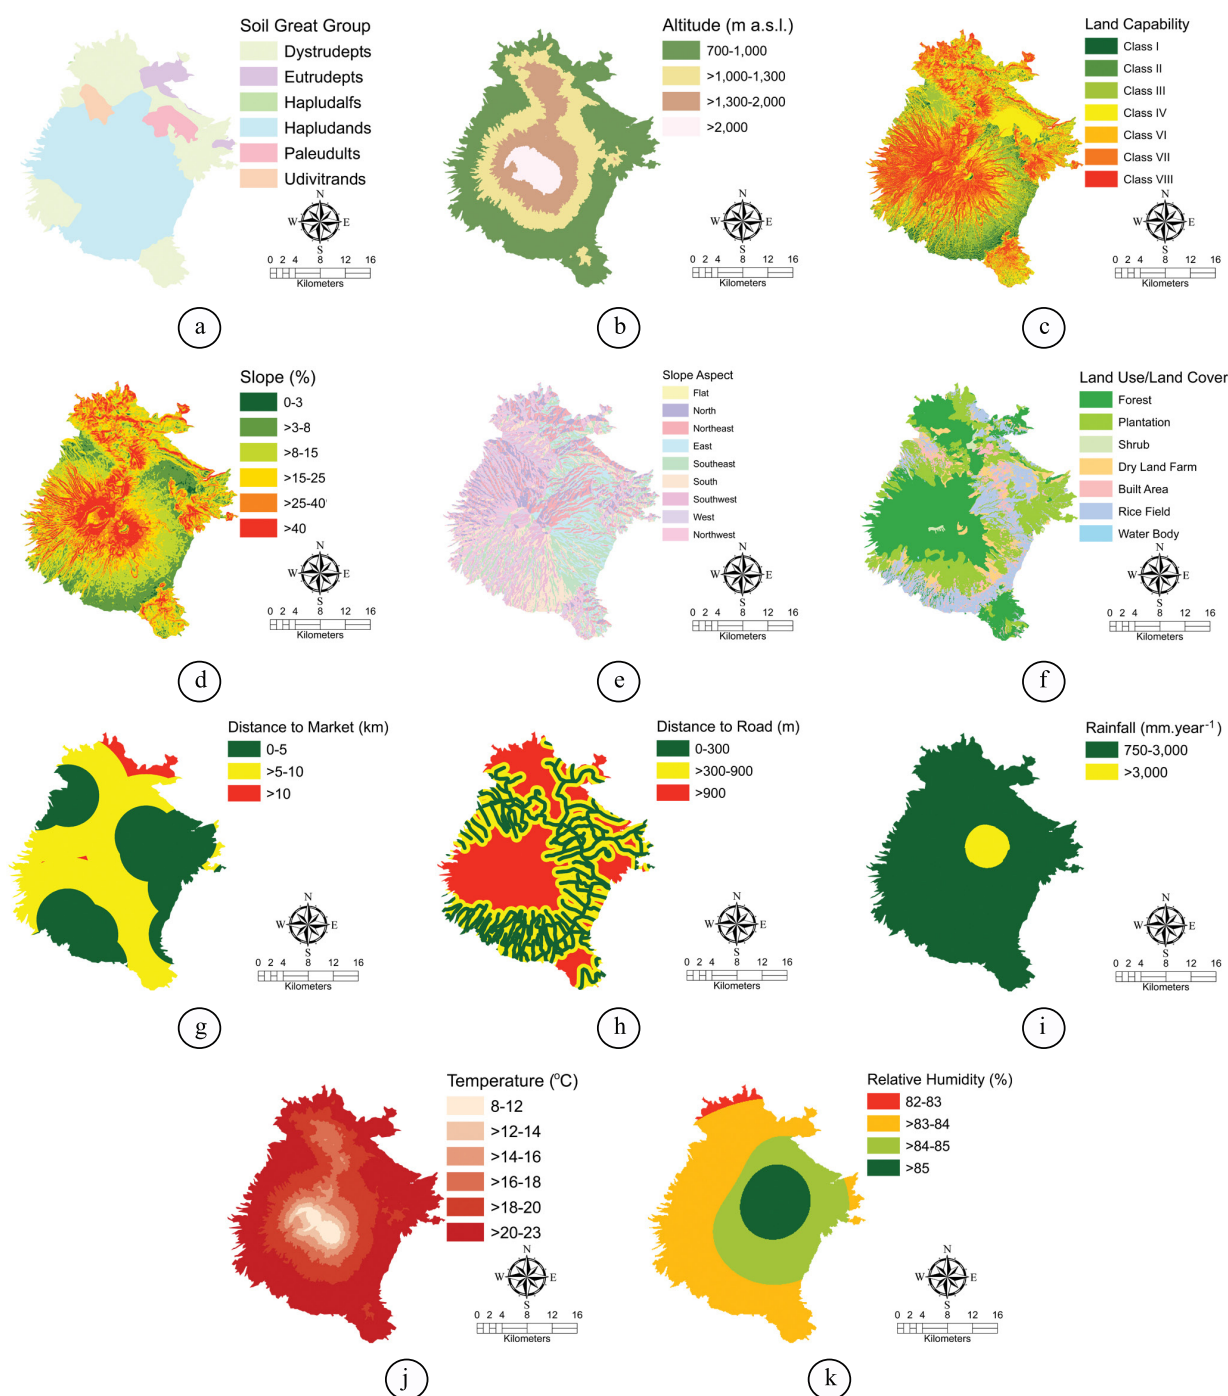 Soil Great Group
Dystrudepts
Eutrudepts
Hapludalfs
Hapludands
Paleudults
Udivitrands
N
W E
S
0 2 4 8 12 16
Kilometers
a
Altitude (m a.s.l.)
700-1,000
>1,000-1,300
>1,300-2,000
>2,000
N
W E
S
0 2 4 8 12 16
Kilometers
b
Land Capability
Class I
Class II
Class III
Class IV
Class VI
Class VII
Class VIII
N
W E
S
0 2 4 8 12 16
Kilometers
c
Slope (%)
0-3
>3-8
>8-15
>15-25
>25-40
>40
N
W E
S
0 2 4 8 12 16
Kilometers
d
Slope Aspect
Flat
North
Northeast
East
Southeast
South
Southwest
West
Northwest
N
W E
S
0 2 4 8 12 16
Kilometers
e
Land Use/Land Cover
Forest
Plantation
Shrub
Dry Land Farm
Built Area
Rice Field
Water Body
N
W E
S
0 2 4 8 12 16
Kilometers
f
Distance to Market (km)
0-5
>5-10
>10
N
W E
S
0 2 4 8 12 16
Kilometers
g
Distance to Road (m)
0-300
>300-900
>900
N
W E
S
0 2 4 8 12 16
Kilometers
h
Rainfall (mm.year⁻¹)
750-3,000
>3,000
N
W E
S
0 2 4 8 12 16
Kilometers
i
Temperature (°C)
8-12
>12-14
>14-16
>16-18
>18-20
>20-23
N
W E
S
0 2 4 8 12 16
Kilometers
j
Relative Humidity (%)
82-83
>83-84
>84-85
>85
N
W E
S
0 2 4 8 12 16
Kilometers
k